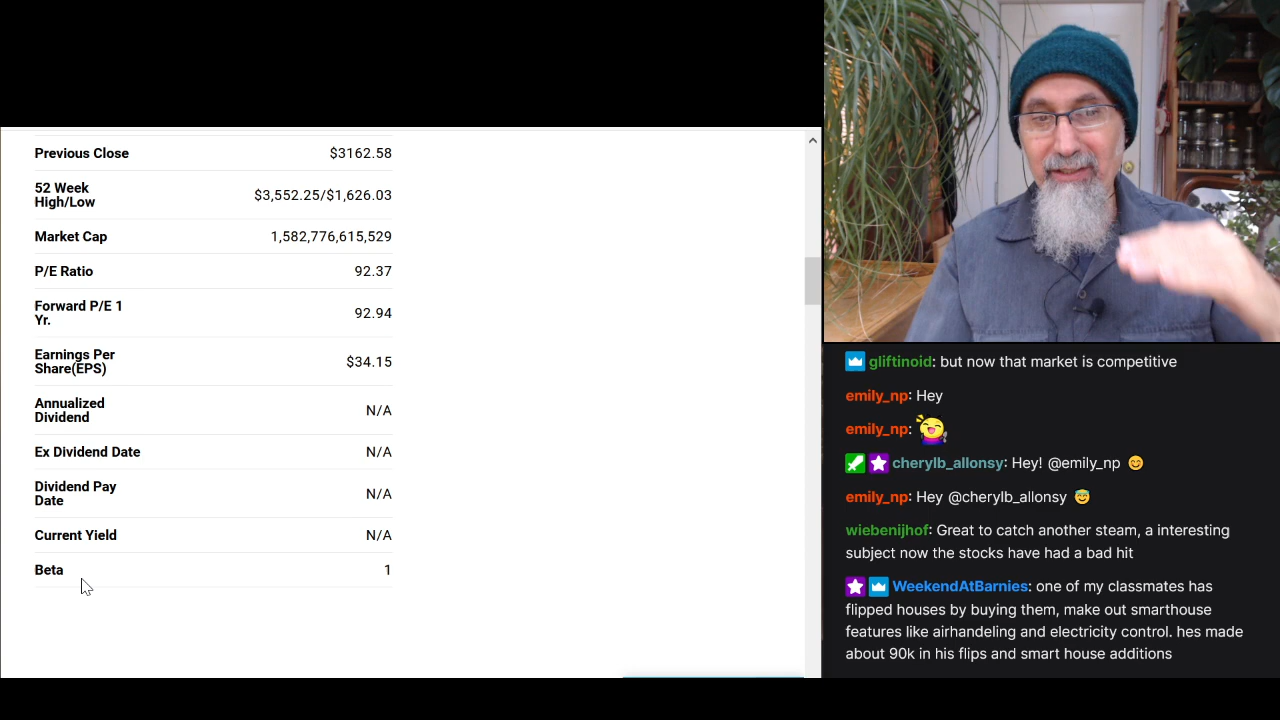 Previous Close $3162.58
52 Week
High/Low $3,552.25/$1,626.03
Market Cap 1,582,776,615,529
P/E Ratio 92.37
Forward P/E 1
Yr. 92.94
Earnings Per
Share(EPS) $34.15
Annualized
Dividend N/A
Ex Dividend Date N/A
Dividend Pay
Date N/A
Current Yield N/A
Beta 1
gliftinoid: but now that market is competitive
emily_np: Hey
emily_np:
cherylb_allonsy: Hey! @emily_np 😊
emily_np: Hey @cherylb_allonsy 😇
wiebenijhof: Great to catch another steam, a interesting
subject now the stocks have had a bad hit
WeekendAtBarnies: one of my classmates has
flipped houses by buying them, make out smarthouse
features like airhandeling and electricity control. hes made
about 90k in his flips and smart house additions